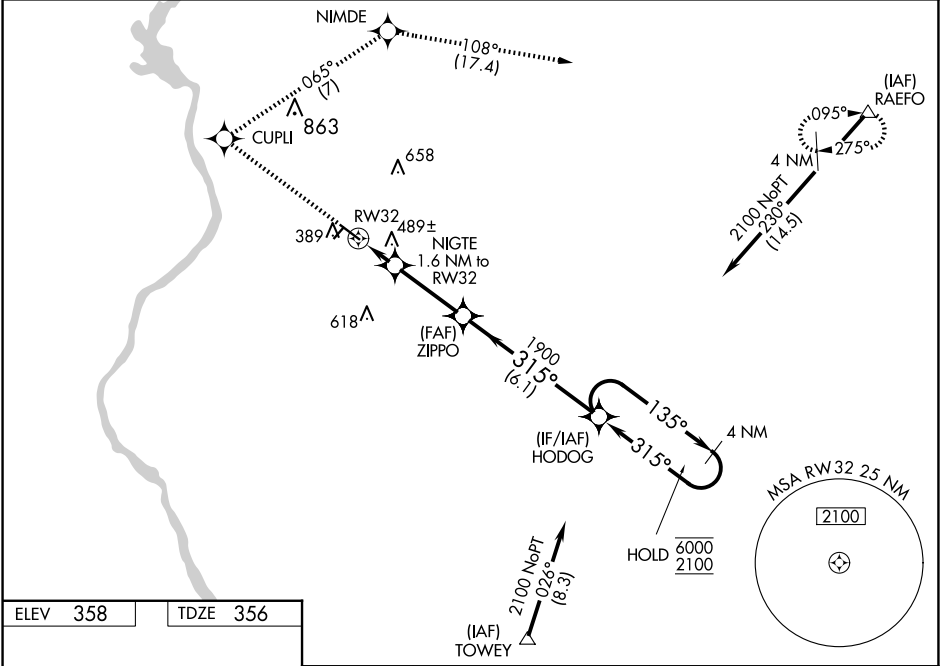 NIMDE
108°
(17.4)
065°
(7)
863
CUPLI
658
(IAF)
RAEFO
095°
275°
4 NM
2100 NoPT
230°
(14.5)
RW32
389
489±
NIGTE
1.6 NM to
RW32
618
(FAF)
ZIPPO
1900
315°
(6.1)
(IF/IAF)
HODOG
135°
315°
4 NM
HOLD 6000
2100
MSA RW32 25 NM
2100
2100 NoPT
026°
(8.3)
(IAF)
TOWEY
ELEV 358
TDZE 356